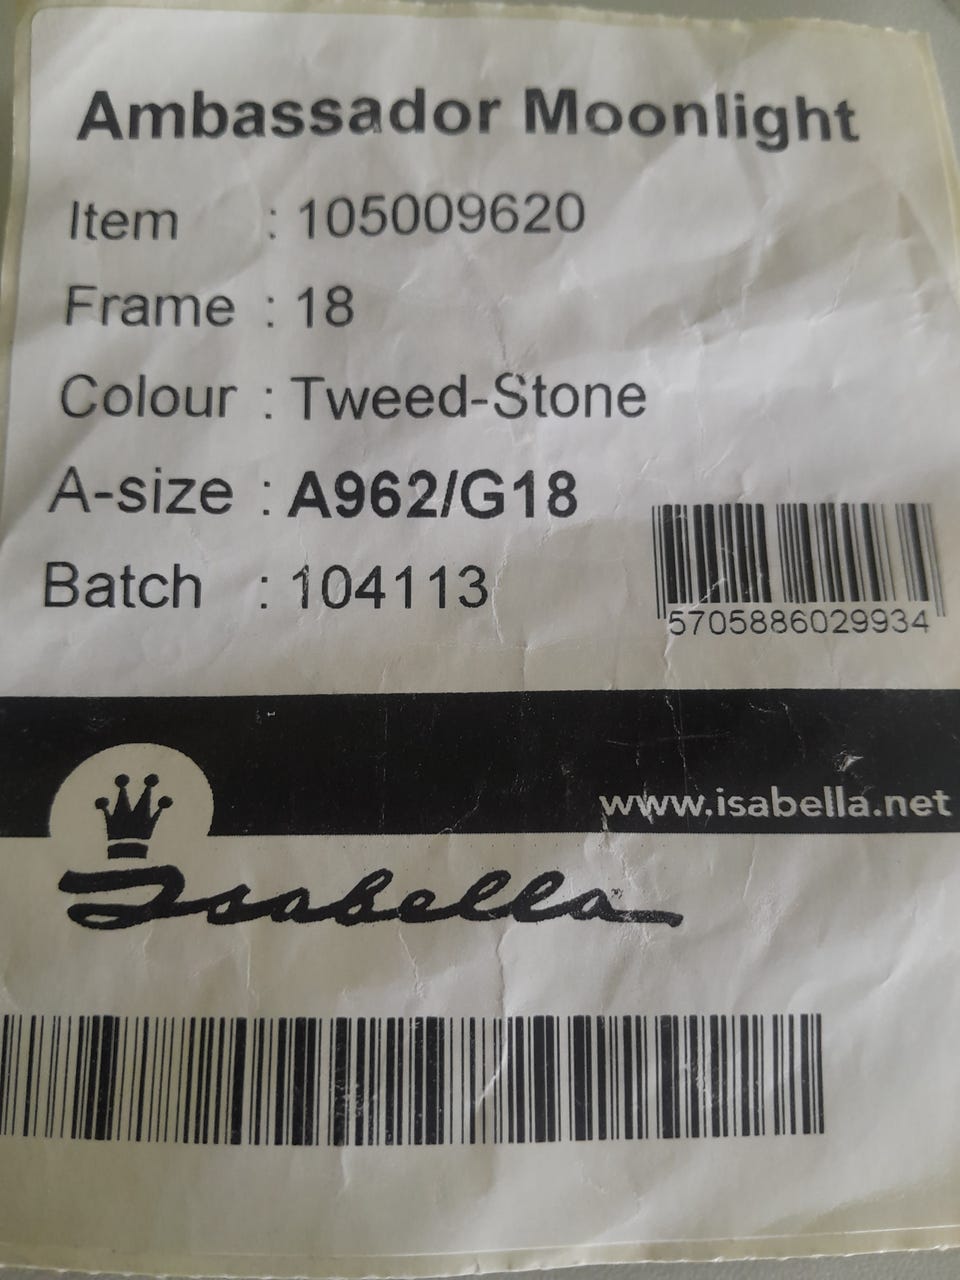 Ambassador Moonlight
Item : 105009620
Frame : 18
Colour : Tweed-Stone
A-size : A962/G18
Batch : 104113
5705886029934
www.isabella.net
Isabella